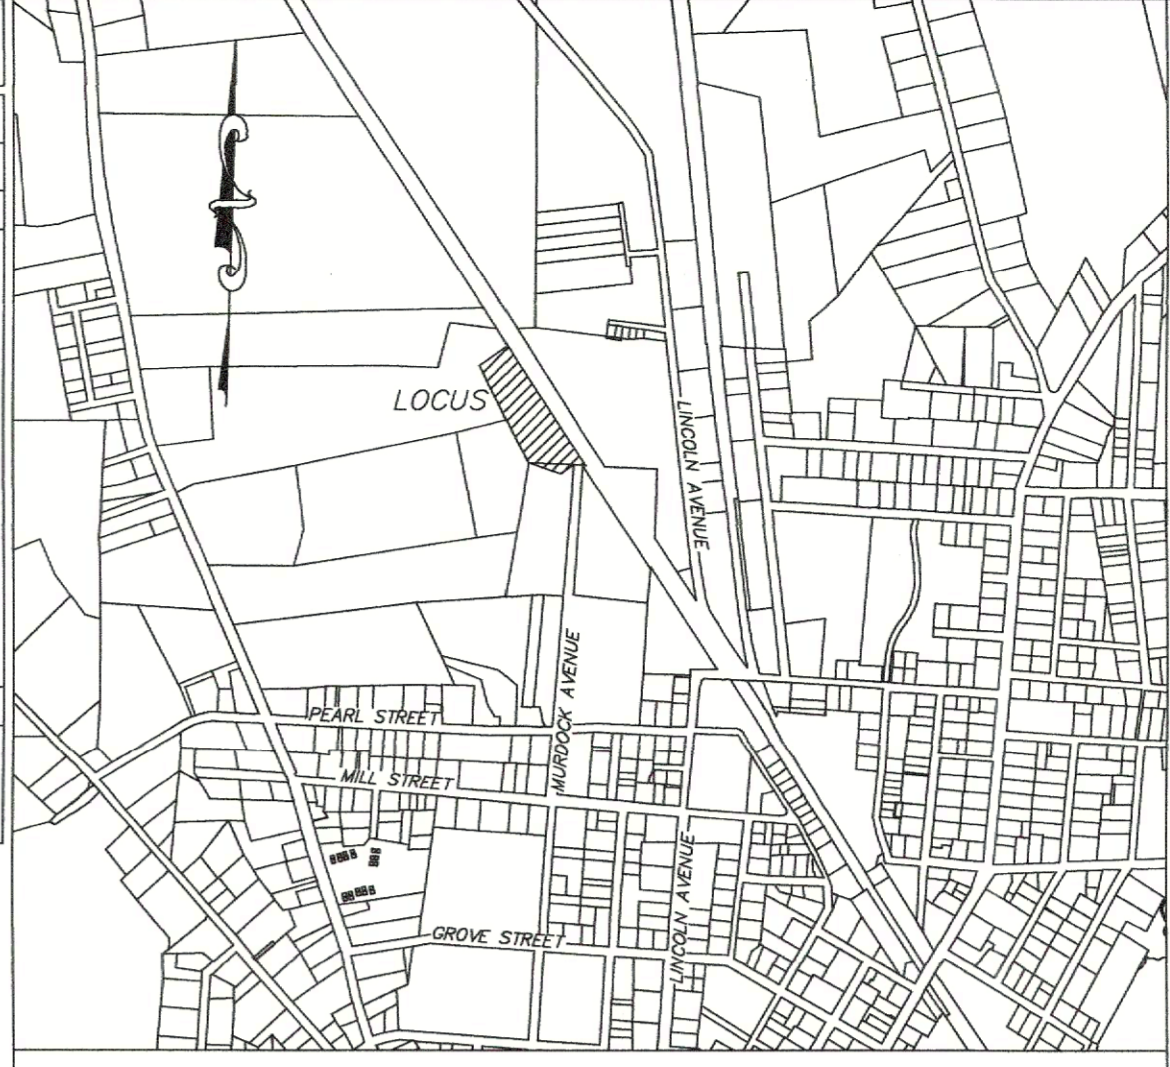 LOCUS
LINCOLN AVENUE
MURDOCK AVENUE
PEARL STREET
MILL STREET
LINCOLN AVENUE
GROVE STREET